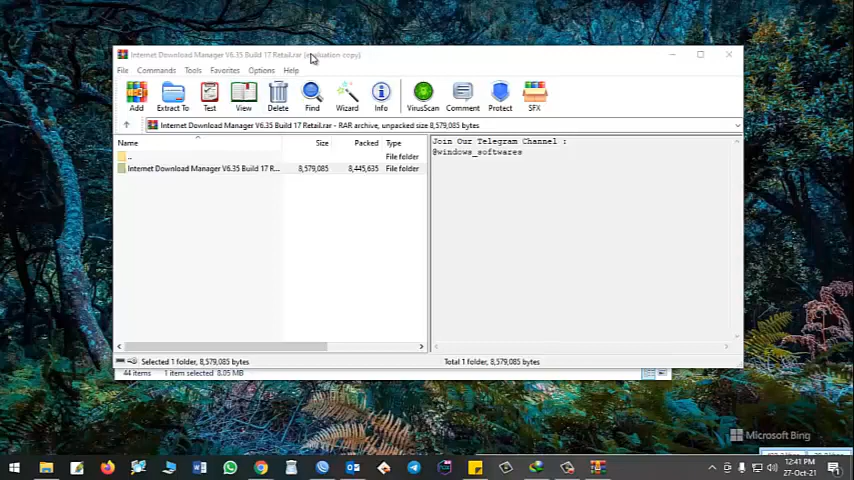 Internet Download Manager V6.35 Build 17 Retail.rar (evaluation copy)
File Commands Tools Favorites Options Help
Add Extract To Test View Delete Find Wizard Info VirusScan Comment Protect SFX
Internet Download Manager V6.35 Build 17 Retail.rar - RAR archive, unpacked size 8,579,085 bytes
Name Size Packed Type
.. File folder
Internet Download Manager V6.35 Build 17 R... 8,579,085 8,445,635 File folder
Join Our Telegram Channel :
@windows_softwares
Selected 1 folder, 8,579,085 bytes
Total 1 folder, 8,579,085 bytes
44 items 1 item selected 8.05 MB
Microsoft Bing
12:41 PM
27-Oct-21